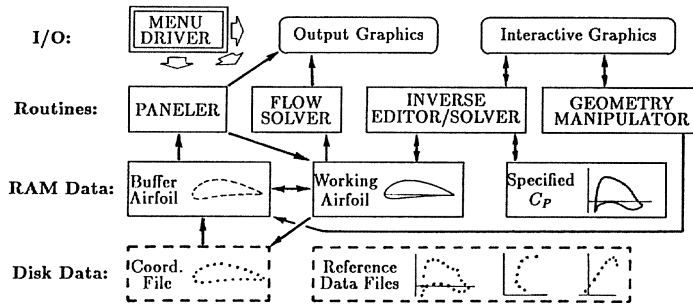 I/O:
MENU
DRIVER
Output Graphics
Interactive Graphics
Routines:
PANELER
FLOW
SOLVER
INVERSE
EDITOR/SOLVER
GEOMETRY
MANIPULATOR
RAM Data:
Buffer
Airfoil
Working
Airfoil
Specified
C_P
Disk Data:
Coord.
File
Reference
Data Files